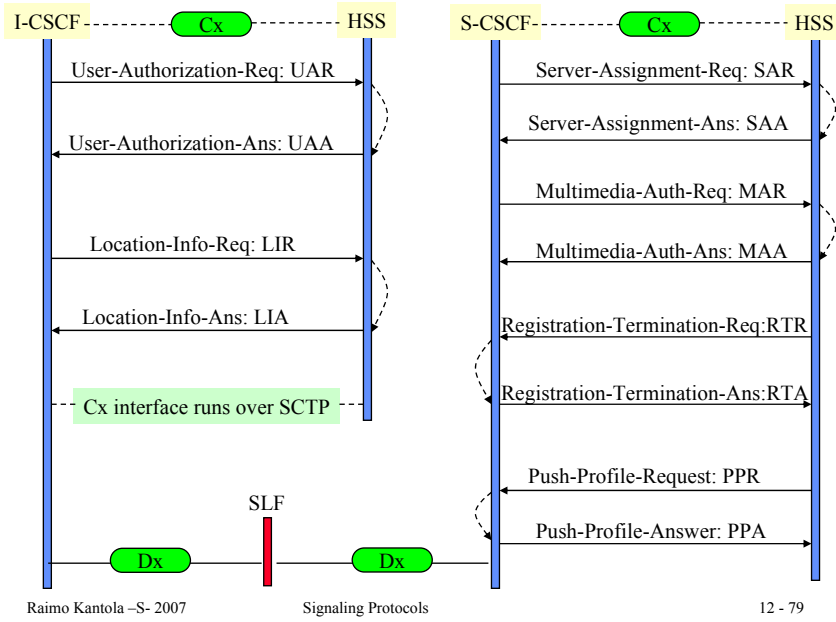 I-CSCF Cx HSS
User-Authorization-Req: UAR
User-Authorization-Ans: UAA
Location-Info-Req: LIR
Location-Info-Ans: LIA
Cx interface runs over SCTP
S-CSCF Cx HSS
Server-Assignment-Req: SAR
Server-Assignment-Ans: SAA
Multimedia-Auth-Req: MAR
Multimedia-Auth-Ans: MAA
Registration-Termination-Req:RTR
Registration-Termination-Ans:RTA
Push-Profile-Request: PPR
Push-Profile-Answer: PPA
SLF
Dx Dx
Raimo Kantola –S- 2007 Signaling Protocols 12 - 79